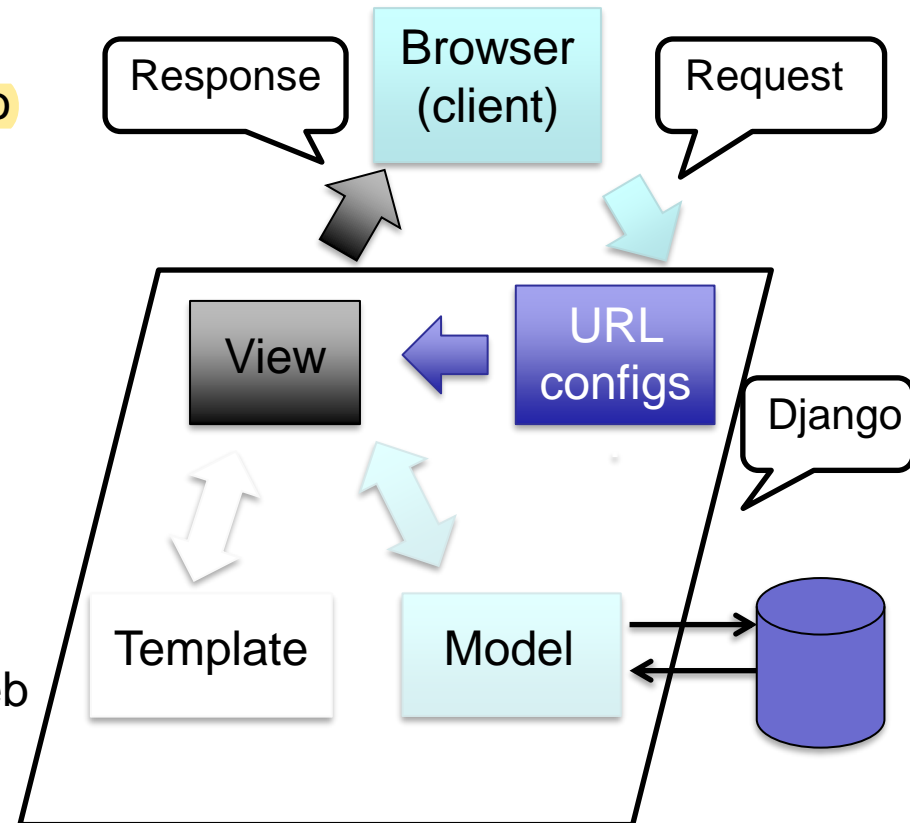 Response
Browser
(client)
Request
View
URL
configs
Django
Template
Model